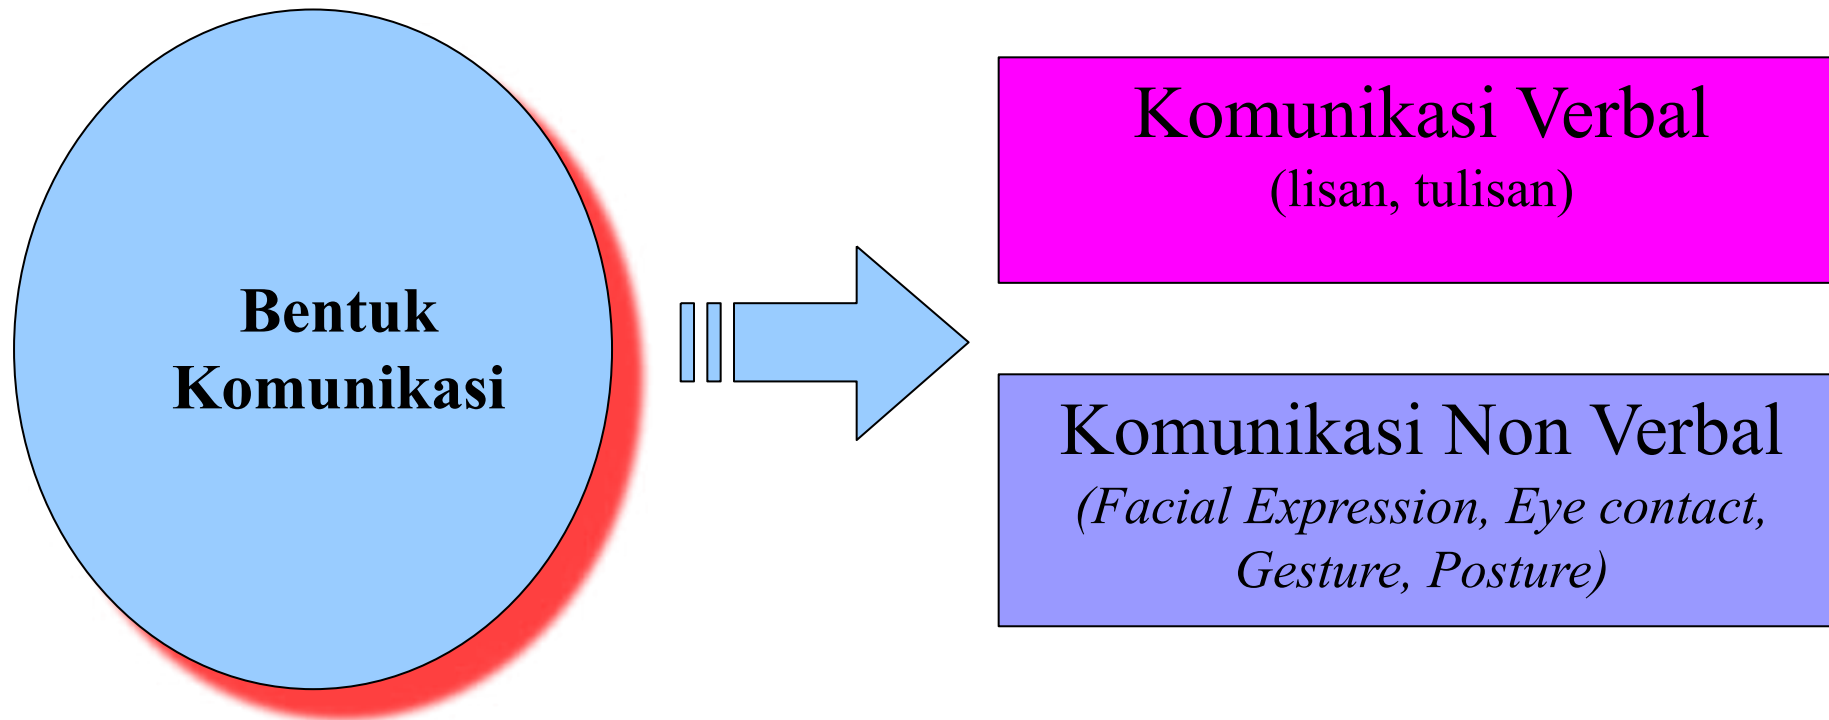 Bentuk
Komunikasi
Komunikasi Verbal
(lisan, tulisan)
Komunikasi Non Verbal
(Facial Expression, Eye contact,
Gesture, Posture)